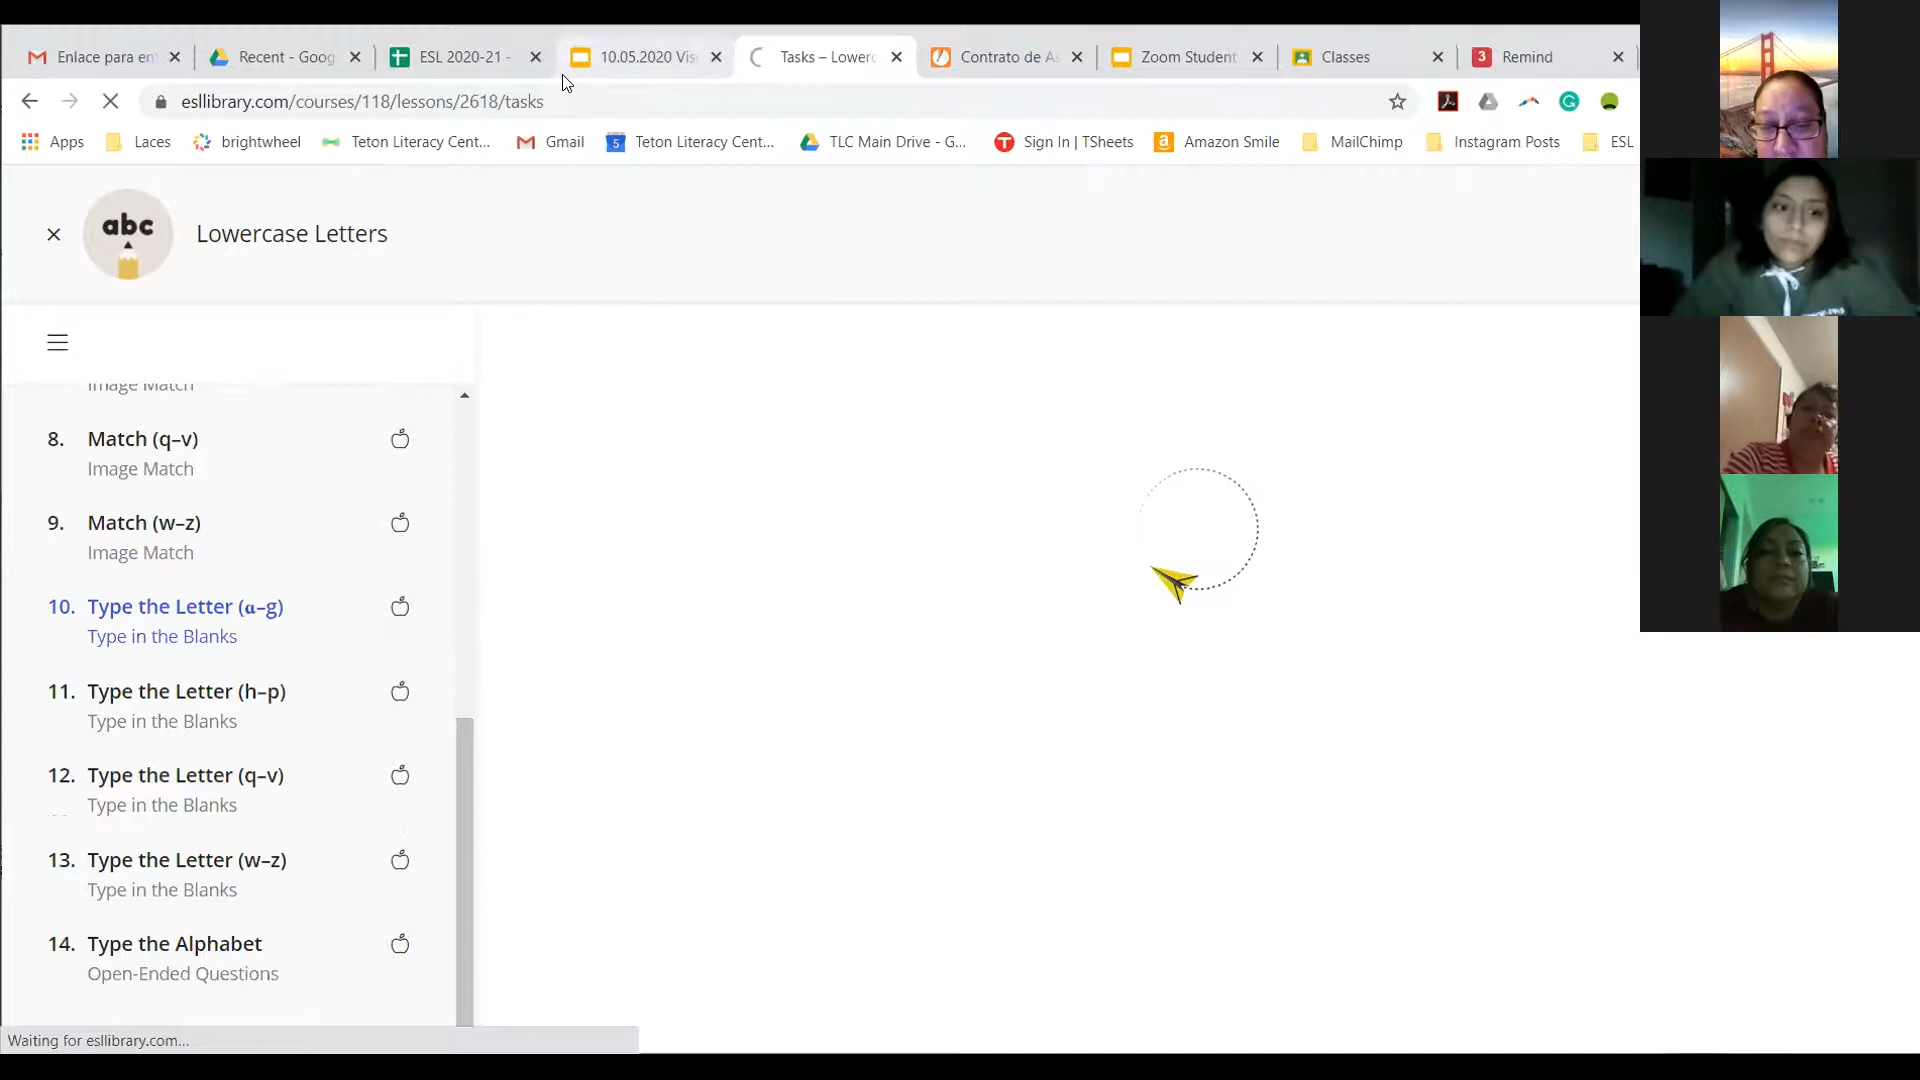 Enlace para en
Recent - Goog
ESL 2020-21 -
10.05.2020 Vis
Tasks – Lowerc
Contrato de As
Zoom Student
Classes
3
Remind
esllibrary.com/courses/118/lessons/2618/tasks
Apps
Laces
brightwheel
Teton Literacy Cent...
Gmail
5
Teton Literacy Cent...
TLC Main Drive - G...
Sign In | TSheets
Amazon Smile
MailChimp
Instagram Posts
ESL
abc
Lowercase Letters
Image Match
8. Match (q–v)
Image Match
9. Match (w–z)
Image Match
10. Type the Letter (a–g)
Type in the Blanks
11. Type the Letter (h–p)
Type in the Blanks
12. Type the Letter (q–v)
Type in the Blanks
13. Type the Letter (w–z)
Type in the Blanks
14. Type the Alphabet
Open-Ended Questions
Waiting for esllibrary.com...